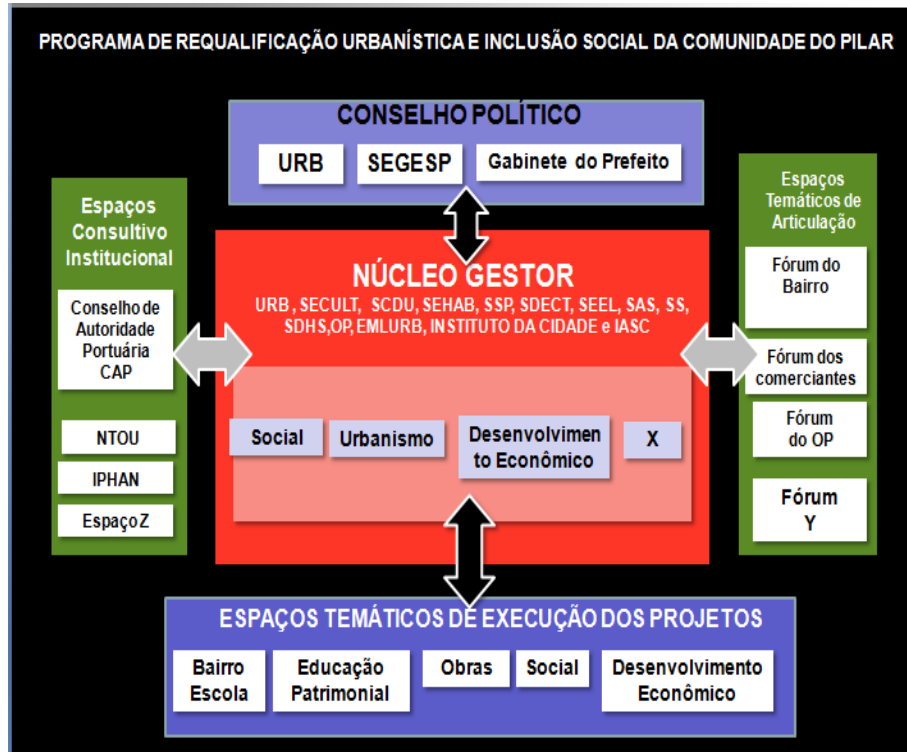 PROGRAMA DE REQUALIFICAÇÃO URBANÍSTICA E INCLUSÃO SOCIAL DA COMUNIDADE DO PILAR
CONSELHO POLÍTICO
URB
SEGESP
Gabinete do Prefeito
Espaços
Consultivo
Institucional
Conselho de
Autoridade
Portuária
CAP
NTOU
IPHAN
Espaço Z
NÚCLEO GESTOR
URB, SECULT, SCDU, SEHAB, SSP, SDECT, SEEL, SAS, SS,
SDHS,OP, EMLURB, INSTITUTO DA CIDADE e IASC
Social
Urbanismo
Desenvolvimen
to Econômico
X
Espaços
Temáticos de
Articulação
Fórum do
Bairro
Fórum dos
comerciantes
Fórum
do OP
Fórum
Y
ESPAÇOS TEMÁTICOS DE EXECUÇÃO DOS PROJETOS
Bairro
Escola
Educação
Patrimonial
Obras
Social
Desenvolvimento
Econômico